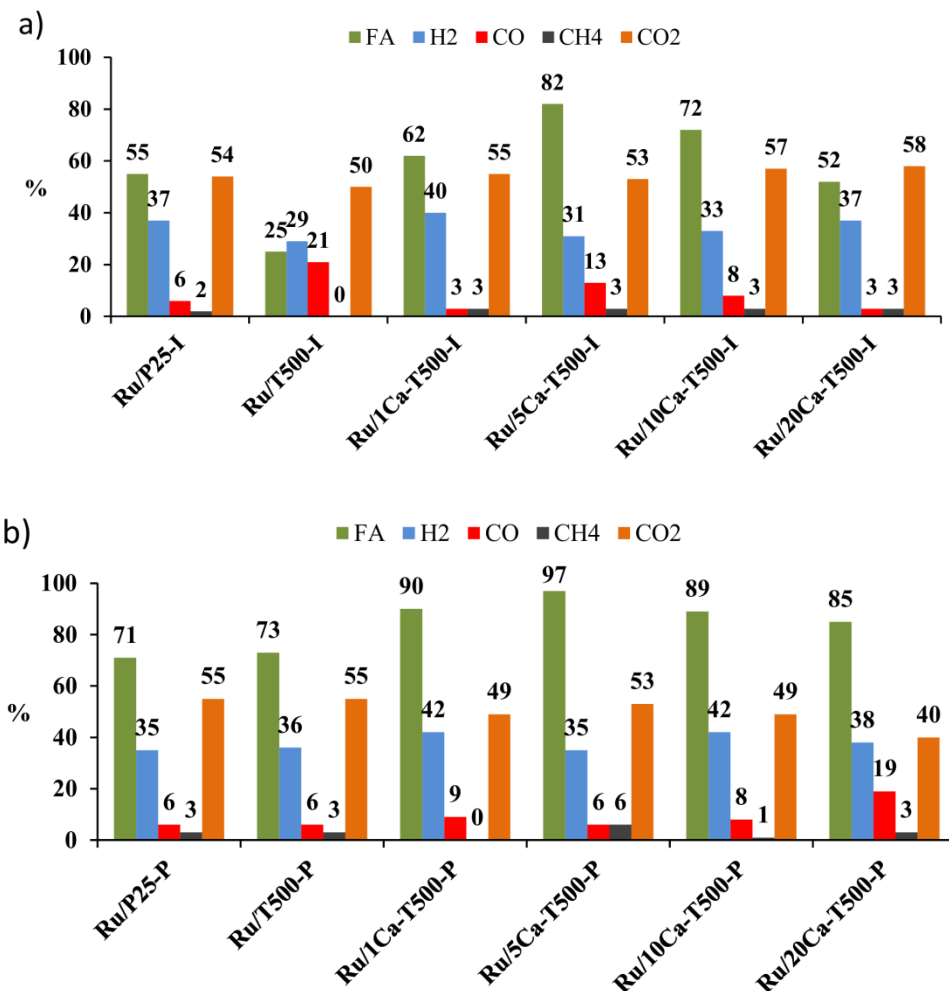 a)
FA H2 CO CH4 CO2
100
80
60
40
20
0
%
55 37 6 2 54
25 29 21 0 50
62 40 3 3 55
82 31 13 3 53
72 33 8 3 57
52 37 3 3 58
Ru/P25-I
Ru/T500-I
Ru/1Ca-T500-I
Ru/5Ca-T500-I
Ru/10Ca-T500-I
Ru/20Ca-T500-I
b)
FA H2 CO CH4 CO2
100
80
60
40
20
0
%
71 35 6 3 55
73 36 6 3 55
90 42 9 0 49
97 35 6 6 53
89 42 8 1 49
85 38 19 3 40
Ru/P25-P
Ru/T500-P
Ru/1Ca-T500-P
Ru/5Ca-T500-P
Ru/10Ca-T500-P
Ru/20Ca-T500-P